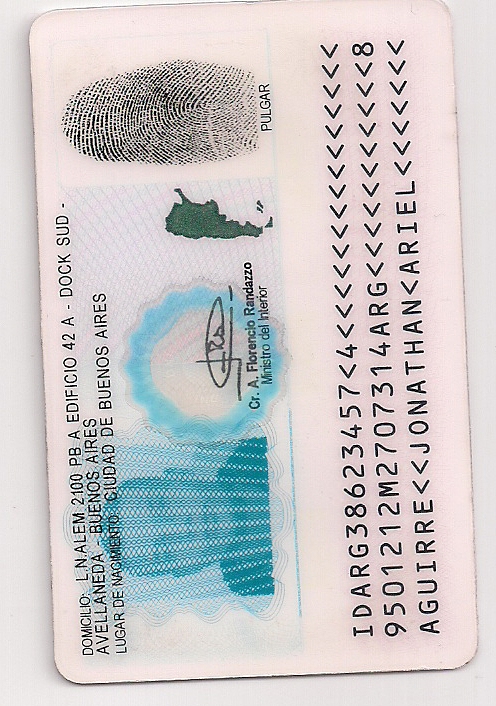 DOMICILIO: L.N.ALEM 2100 PB A EDIFICIO 42 A - DOCK SUD -
AVELLANEDA - BUENOS AIRES
LUGAR DE NACIMIENTO: CIUDAD DE BUENOS AIRES
Cr. A. Florencio Randazzo
Ministro del Interior
PULGAR
IDARG38623457<4<<<<<<<<<<<<<<<
9501212M2707314ARG<<<<<<<<<<<8
AGUIRRE<<JONATHAN<ARIEL<<<<<<<